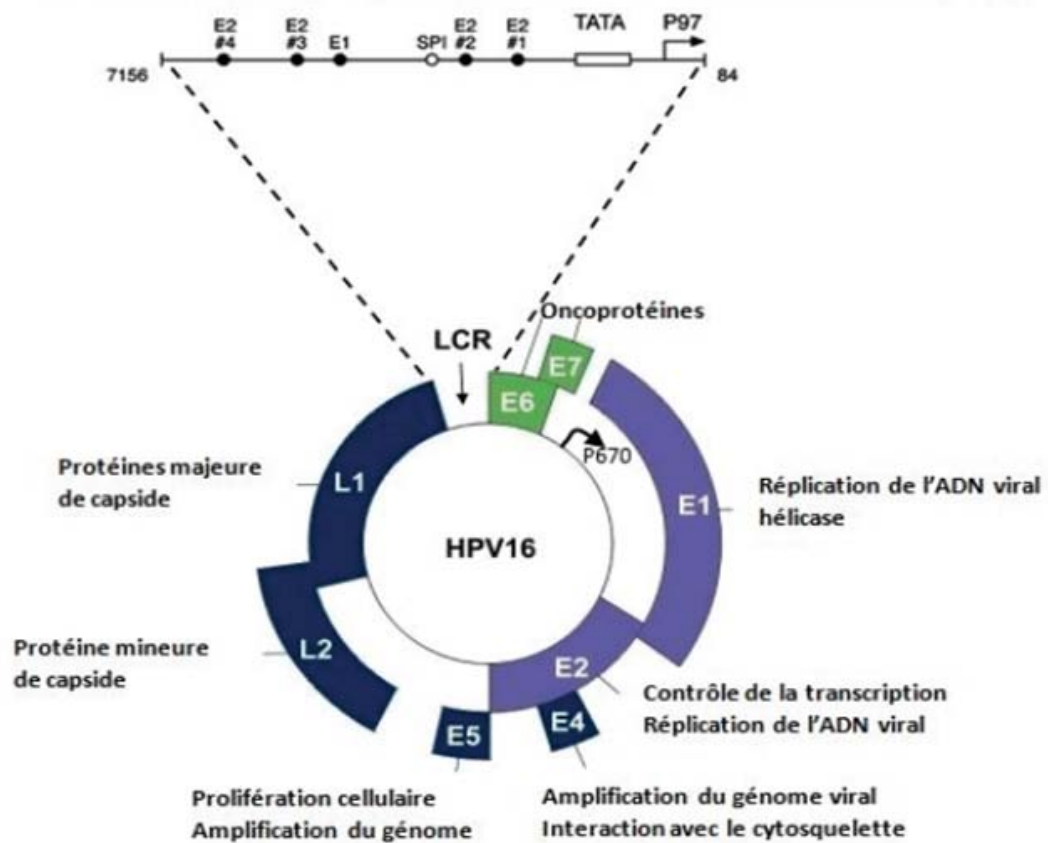 E2 #4
E2 #3
E1
SPI
E2 #2
E2 #1
TATA
P97
7156
84
Oncoprotéines
LCR
E7
E6
P670
Protéines majeure
de capside
L1
E1
Réplication de l'ADN viral
hélicase
HPV16
Protéine mineure
de capside
L2
E2
Contrôle de la transcription
Réplication de l'ADN viral
E4
E5
Prolifération cellulaire
Amplification du génome
Amplification du génome viral
Interaction avec le cytosquelette